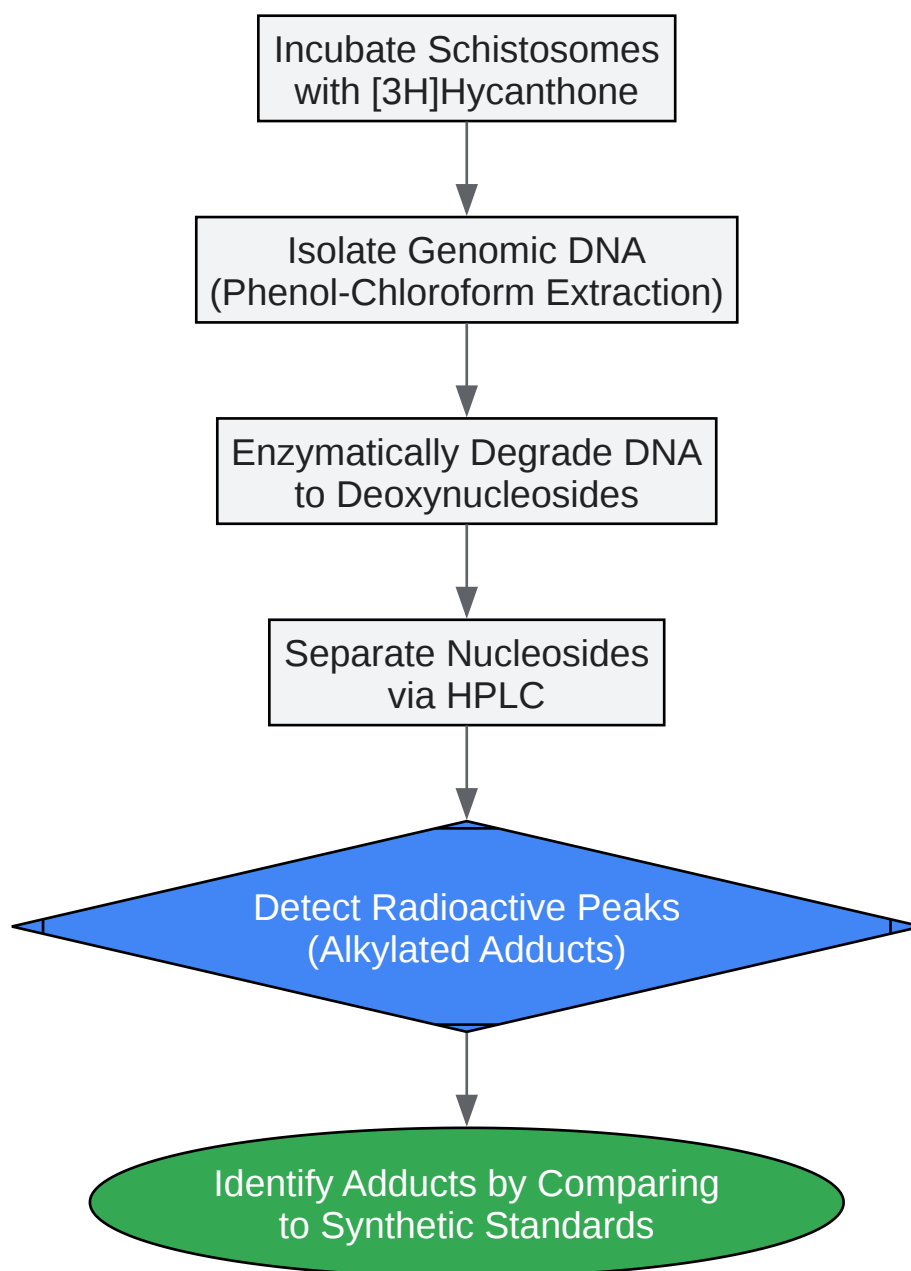 Incubate Schistosomes
with [3H]Hycanthone
Isolate Genomic DNA
(Phenol-Chloroform Extraction)
Enzymatically Degrade DNA
to Deoxynucleosides
Separate Nucleosides
via HPLC
Detect Radioactive Peaks
(Alkylated Adducts)
Identify Adducts by Comparing
to Synthetic Standards